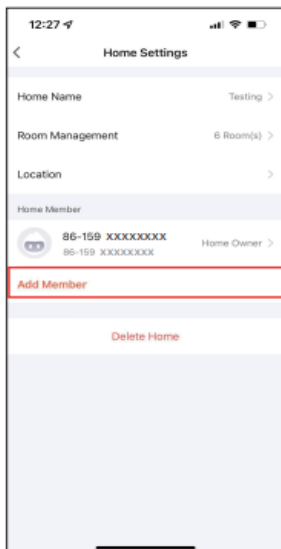 12:27
Home Settings
Home Name Testing
Room Management 6 Room(s)
Location
Home Member
86-159 XXXXXXXX Home Owner
86-159 XXXXXXXX
Add Member
Delete Home